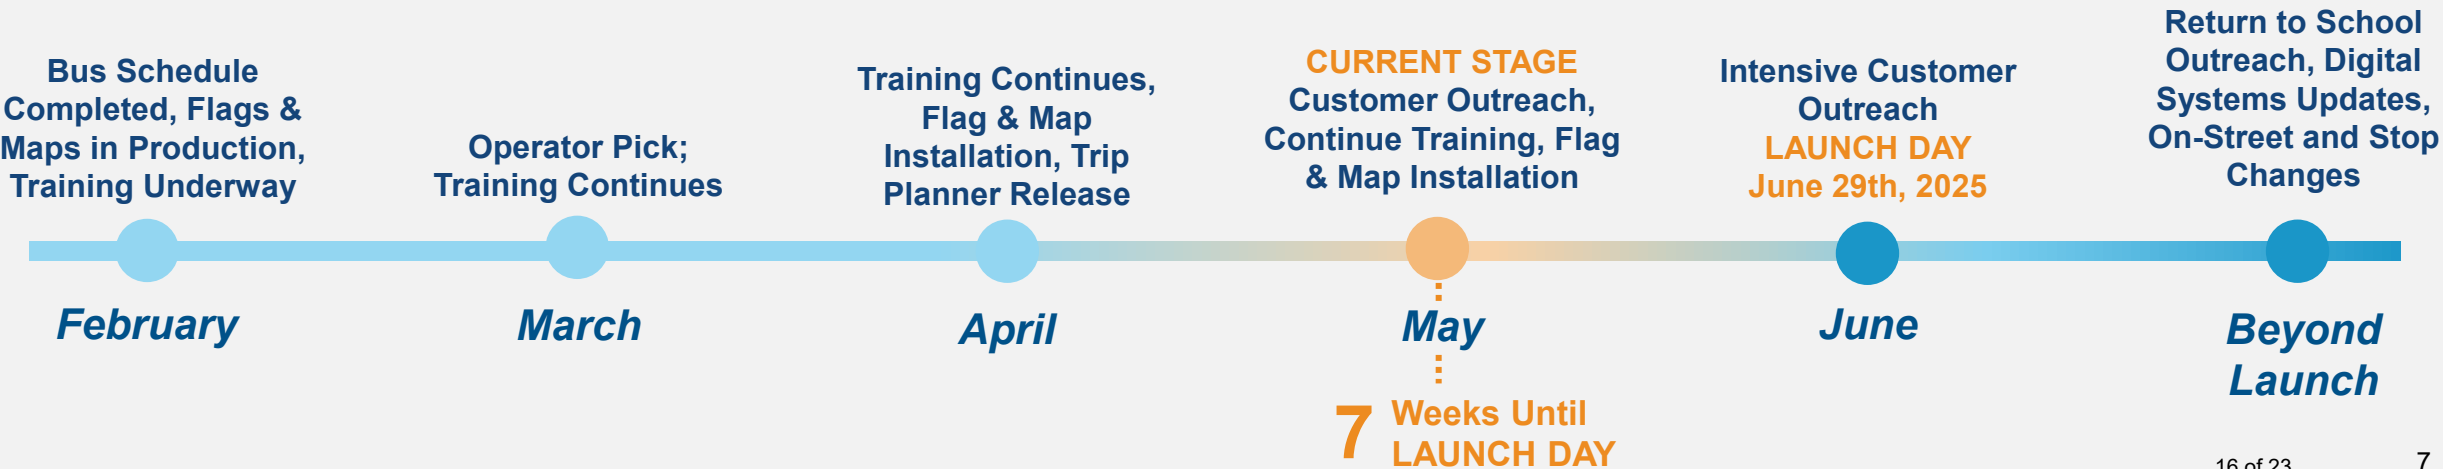 Bus Schedule
Completed, Flags &
Maps in Production,
Training Underway
February
Operator Pick;
Training Continues
March
Training Continues,
Flag & Map
Installation, Trip
Planner Release
April
CURRENT STAGE
Customer Outreach,
Continue Training, Flag
& Map Installation
May
7 Weeks Until
LAUNCH DAY
Intensive Customer
Outreach
LAUNCH DAY
June 29th, 2025
June
Return to School
Outreach, Digital
Systems Updates,
On-Street and Stop
Changes
Beyond
Launch
16 of 23
7